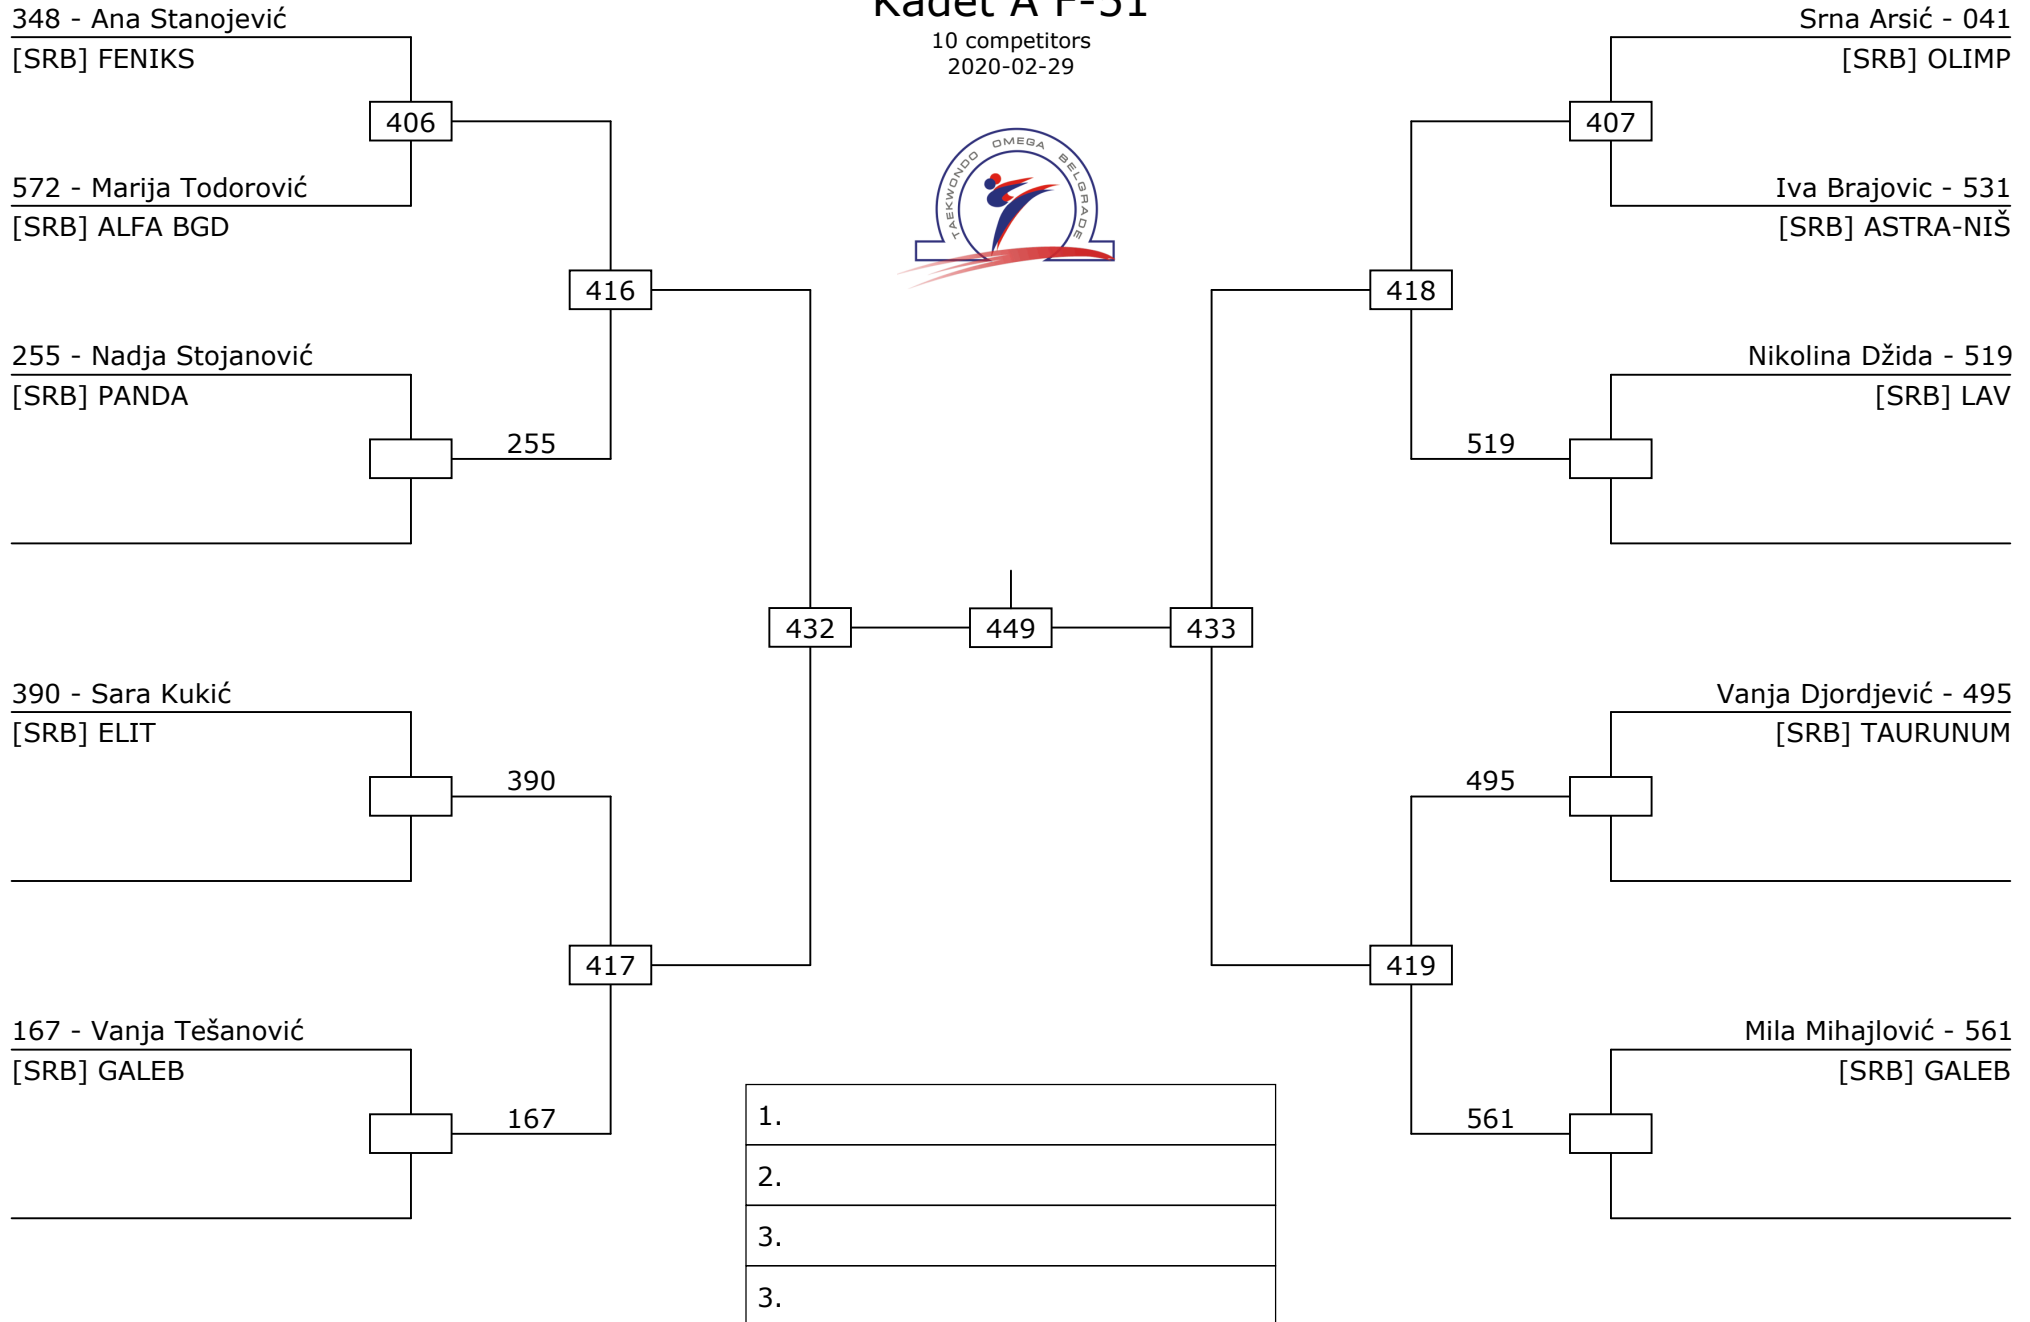 Kadet A F-51
10 competitors
2020-02-29
TAEKWONDO OMEGA BELGRADE
348 - Ana Stanojević
[SRB] FENIKS
406
572 - Marija Todorović
[SRB] ALFA BGD
416
255 - Nadja Stojanović
[SRB] PANDA
255
432
390 - Sara Kukić
[SRB] ELIT
390
417
167 - Vanja Tešanović
[SRB] GALEB
167
449
Srna Arsić - 041
[SRB] OLIMP
407
Iva Brajovic - 531
[SRB] ASTRA-NIŠ
418
Nikolina Džida - 519
[SRB] LAV
519
433
Vanja Djordjević - 495
[SRB] TAURUNUM
495
419
Mila Mihajlović - 561
[SRB] GALEB
561
1.
2.
3.
3.